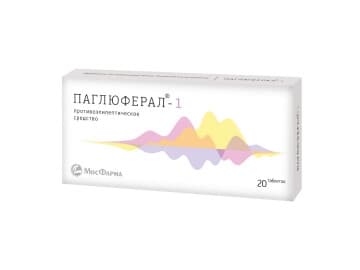 ПАГЛЮФЕРАЛ®-1
противоэпилептическое
средство
МосФарма
20 таблеток